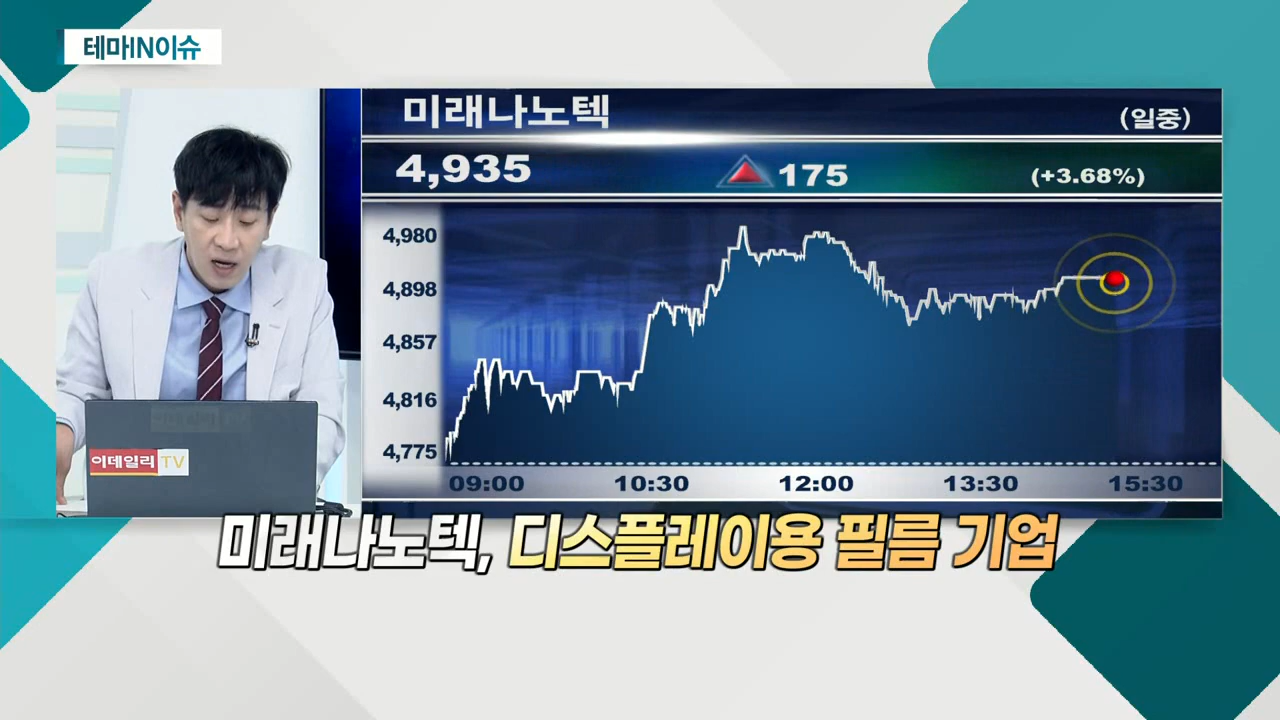 테마IN이슈
미래나노텍
(일중)
4,935
175
(+3.68%)
4,980
4,898
4,857
4,816
4,775
09:00
10:30
12:00
13:30
15:30
이데일리TV
미래나노텍, 디스플레이용 필름 기업